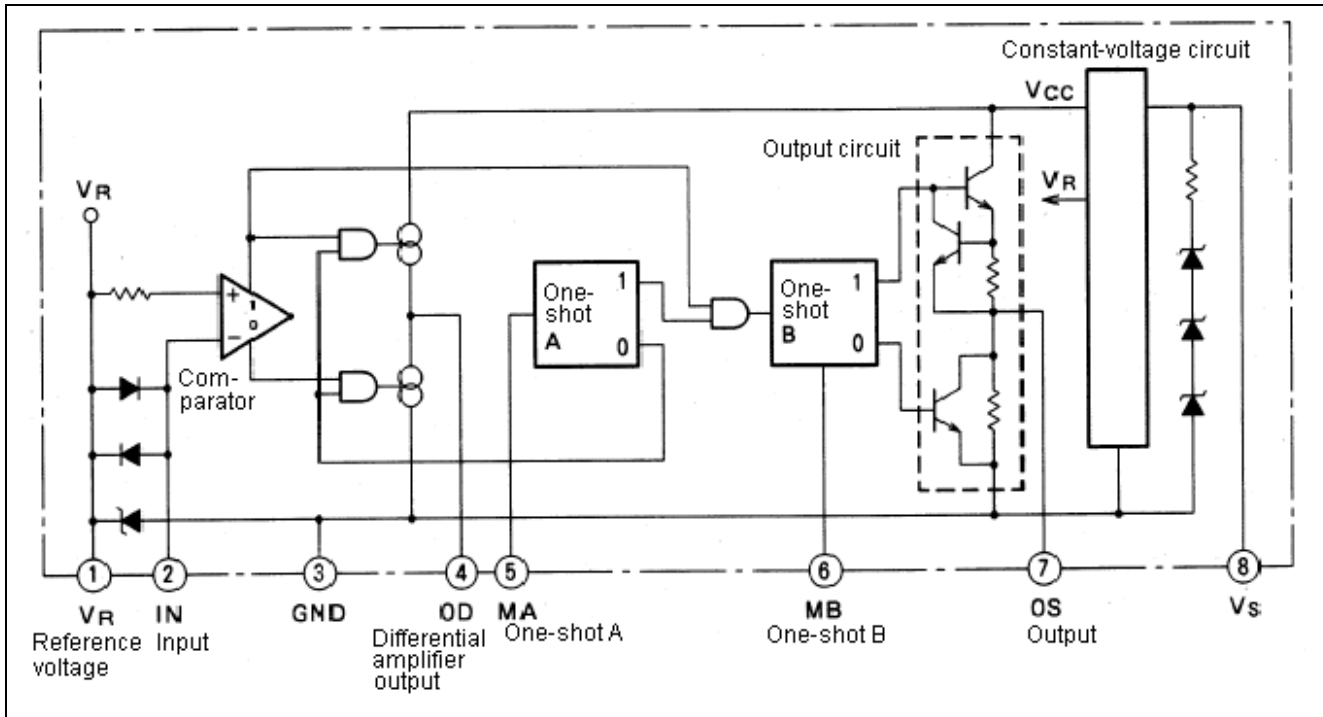 Constant-voltage circuit
VCC
Output circuit
VR
VR
+
1
0
−
Com-
parator
One-
shot
A
1
0
One-
shot
B
1
0
1
2
3
4
5
6
7
8
VR
IN
GND
OD
MA
MB
OS
VS
Reference
voltage
Input
Differential
amplifier
output
One-shot A
One-shot B
Output